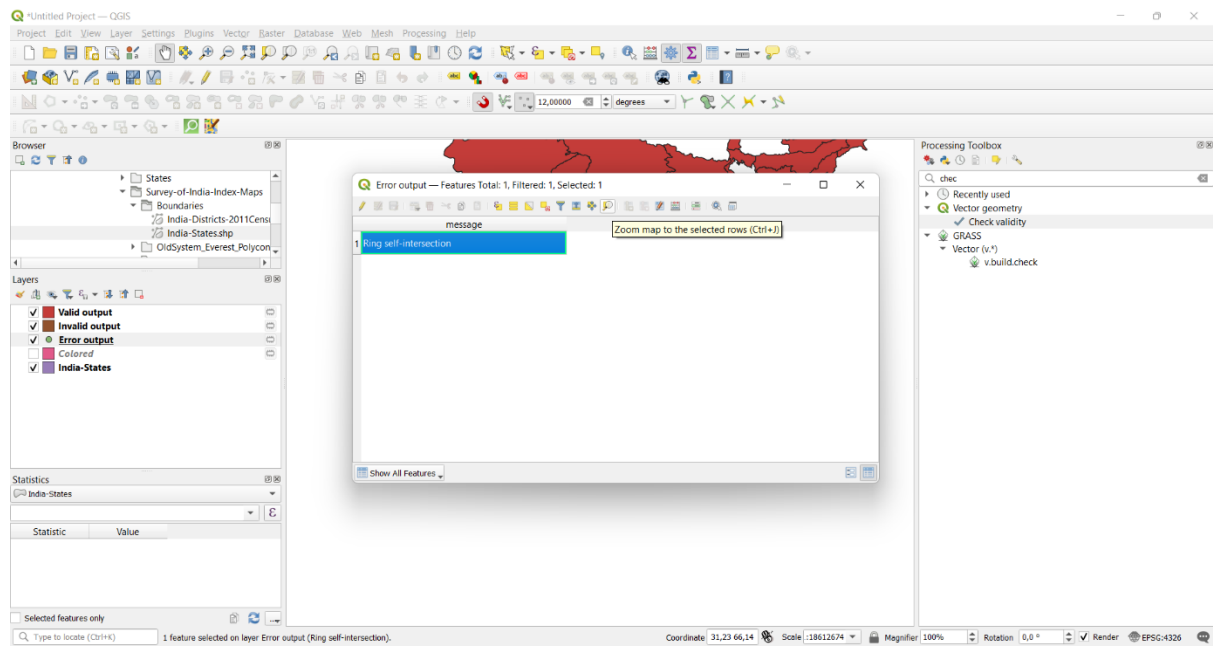 *Untitled Project — QGIS
Project Edit View Layer Settings Plugins Vector Raster Database Web Mesh Processing Help
12,00000 degrees
Browser
States
Survey-of-India-Index-Maps
Boundaries
India-Districts-2011Censu
India-States.shp
OldSystem_Everest_Polycon
Layers
Valid output
Invalid output
Error output
Colored
India-States
Statistics
India-States
Statistic Value
Selected features only
Error output — Features Total: 1, Filtered: 1, Selected: 1
message
Zoom map to the selected rows (Ctrl+J)
1 Ring self-intersection
Show All Features
Processing Toolbox
chec
Recently used
Vector geometry
Check validity
GRASS
Vector (v.*)
v.build.check
Type to locate (Ctrl+K) 1 feature selected on layer Error output (Ring self-intersection). Coordinate 31,23 66,14 Scale :18612674 Magnifier 100% Rotation 0,0 ° Render EPSG:4326